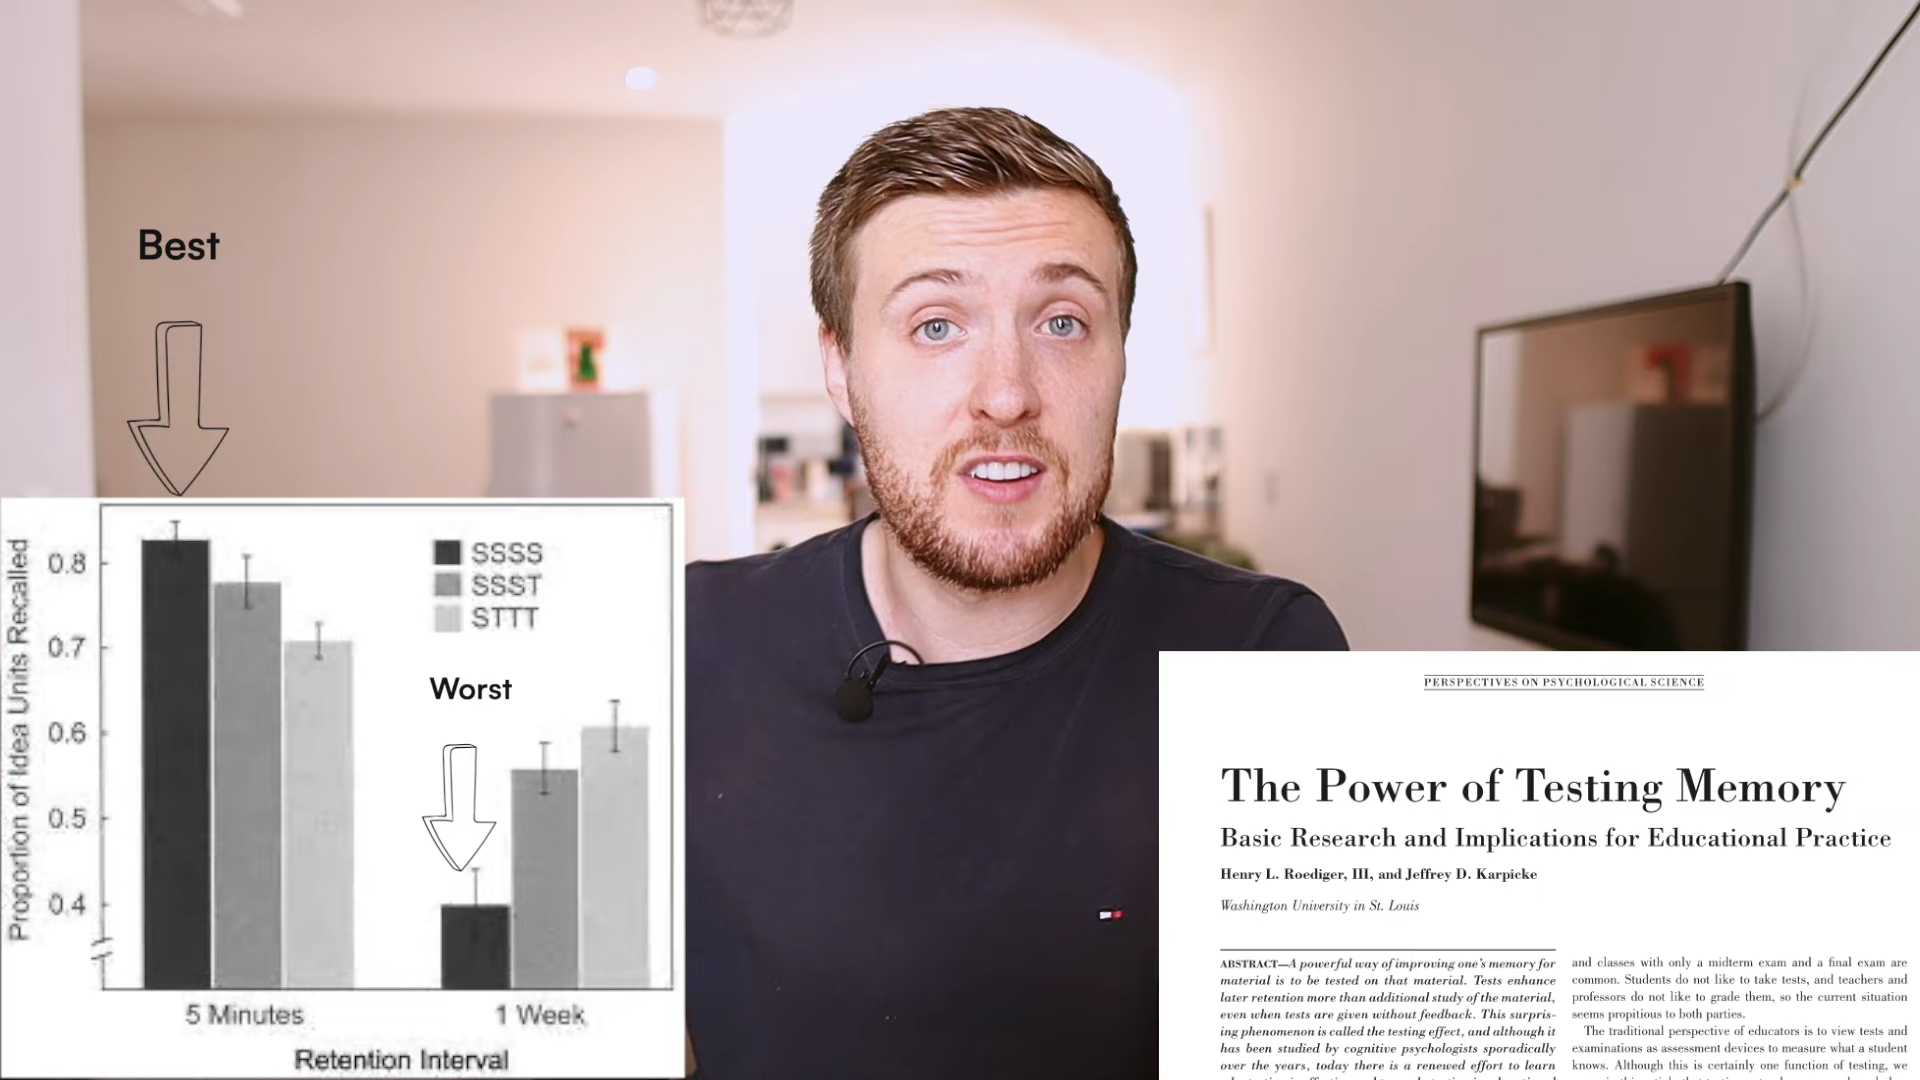 Best
Proportion of Idea Units Recalled
0.8
0.7
0.6
0.5
0.4
SSSS
SSST
STTT
Worst
5 Minutes
1 Week
Retention Interval
PERSPECTIVES ON PSYCHOLOGICAL SCIENCE
The Power of Testing Memory
Basic Research and Implications for Educational Practice
Henry L. Roediger, III, and Jeffrey D. Karpicke
Washington University in St. Louis
ABSTRACT—A powerful way of improving one's memory for
material is to be tested on that material. Tests enhance
later retention more than additional study of the material,
even when tests are given without feedback. This surpris-
ing phenomenon is called the testing effect, and although it
has been studied by cognitive psychologists sporadically
over the years, today there is a renewed effort to learn
and classes with only a midterm exam and a final exam are
common. Students do not like to take tests, and teachers and
professors do not like to grade them, so the current situation
seems propitious to both parties.
The traditional perspective of educators is to view tests and
examinations as assessment devices to measure what a student
knows. Although this is certainly one function of testing, we